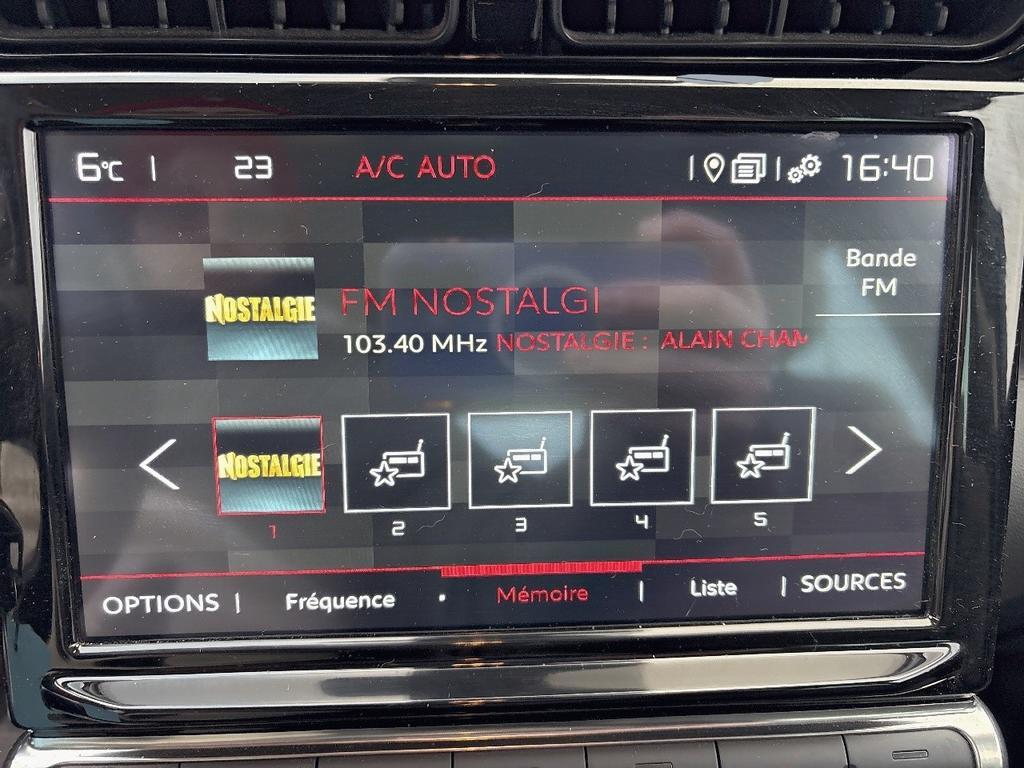 6°C | 23 A/C AUTO 16:40
Bande
FM
NOSTALGIE
FM NOSTALGI
103.40 MHz NOSTALGIE : ALAIN CHAM
NOSTALGIE
1 2 3 4 5
OPTIONS | Fréquence · Mémoire | Liste | SOURCES